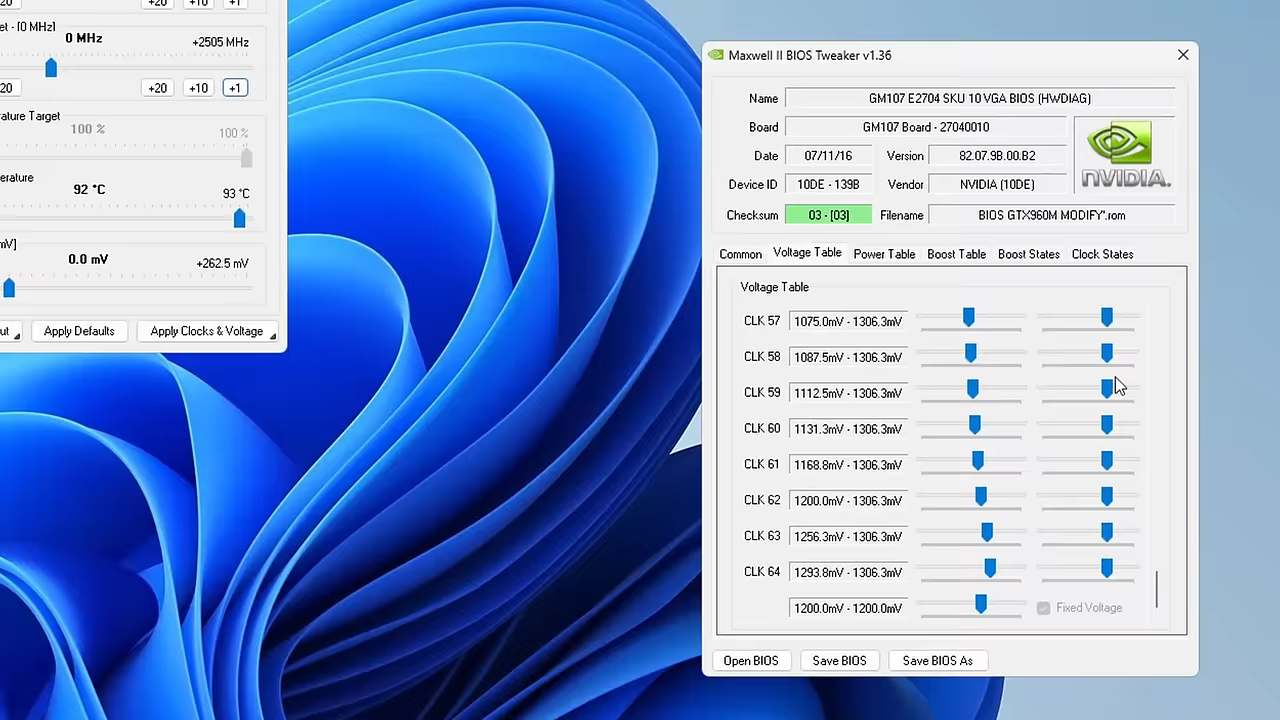 20 +20 +10 +1
et - [0 MHz]
0 MHz +2505 MHz
20 +20 +10 +1
erature Target
100 % 100 %
erature
92 °C 93 °C
mV]
0.0 mV +262.5 mV
ut Apply Defaults Apply Clocks & Voltage
Maxwell II BIOS Tweaker v1.36
Name GM107 E2704 SKU 10 VGA BIOS (HWDIAG)
Board GM107 Board - 27040010
Date 07/11/16 Version 82.07.9B.00.B2
Device ID 10DE - 139B Vendor NVIDIA (10DE)
NVIDIA.
Checksum 03 - [03] Filename BIOS GTX960M MODIFY".rom
Common Voltage Table Power Table Boost Table Boost States Clock States
Voltage Table
CLK 57 1075.0mV - 1306.3mV
CLK 58 1087.5mV - 1306.3mV
CLK 59 1112.5mV - 1306.3mV
CLK 60 1131.3mV - 1306.3mV
CLK 61 1168.8mV - 1306.3mV
CLK 62 1200.0mV - 1306.3mV
CLK 63 1256.3mV - 1306.3mV
CLK 64 1293.8mV - 1306.3mV
1200.0mV - 1200.0mV Fixed Voltage
Open BIOS Save BIOS Save BIOS As